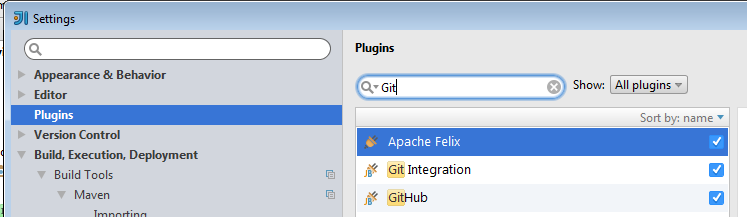 Settings
Plugins
Git
Show: All plugins
Appearance & Behavior
Editor
Plugins
Version Control
Build, Execution, Deployment
Build Tools
Maven
Importing
Sort by: name
Apache Felix
Git Integration
GitHub